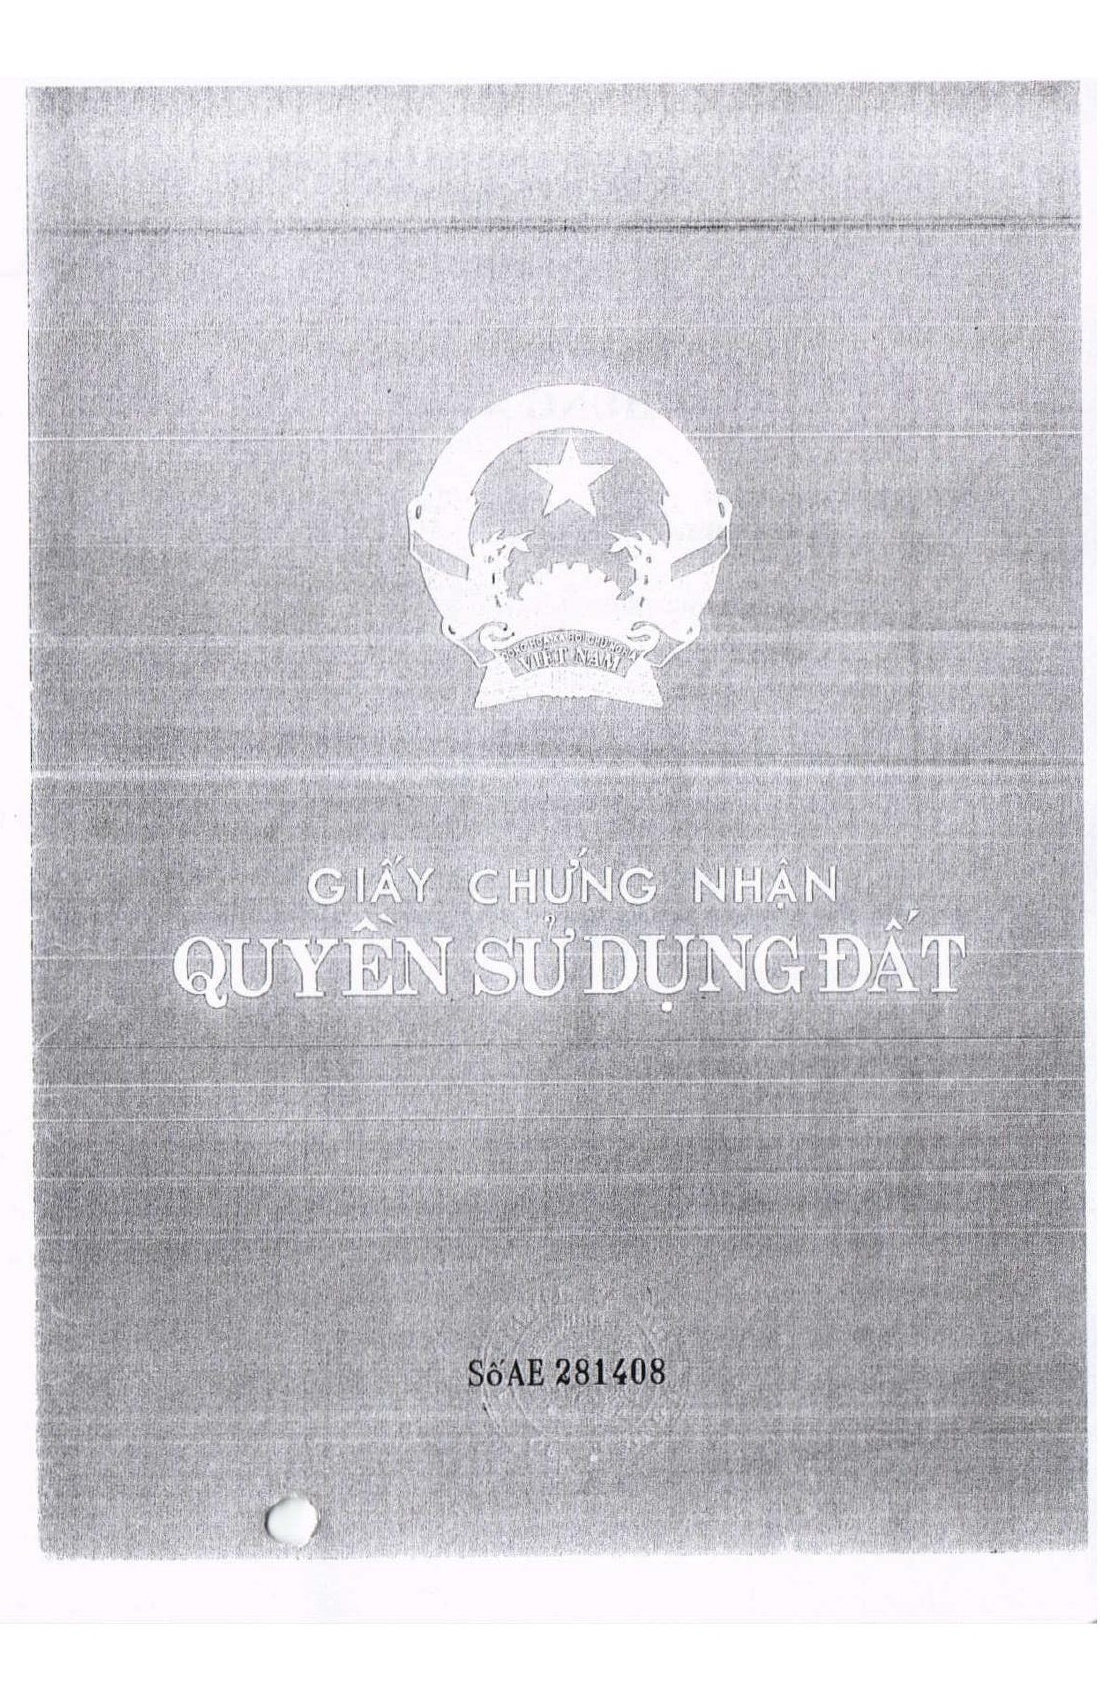 CỘNG HÒA XÃ HỘI CHỦ NGHĨA
VIỆT NAM
GIẤY CHỨNG NHẬN
QUYỀN SỬ DỤNG ĐẤT
Số AE 281408